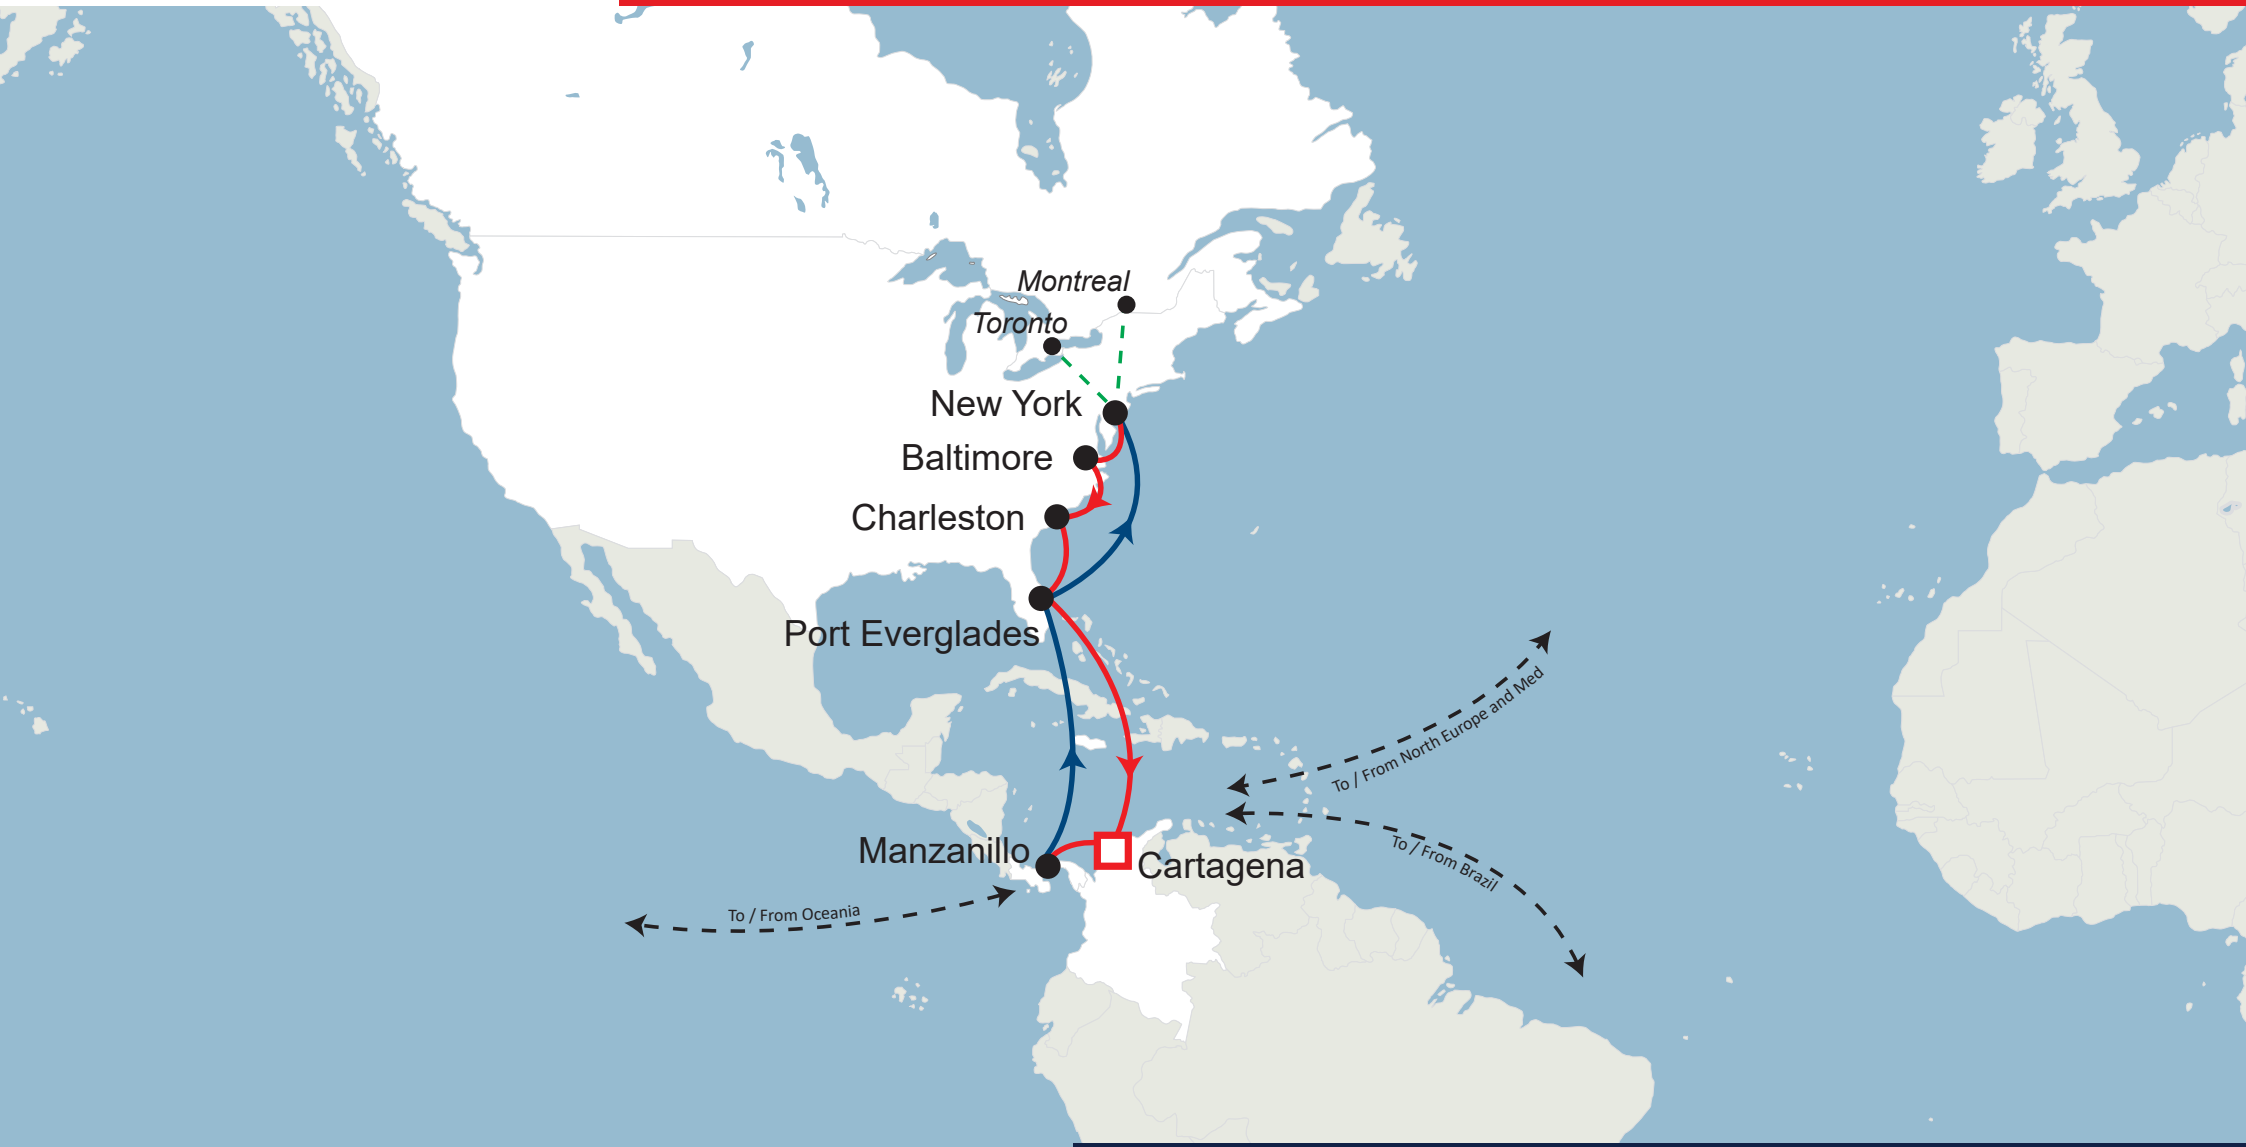 Montreal
Toronto
New York
Baltimore
Charleston
Port Everglades
To / From North Europe and Med
To / From Brazil
Manzanillo
Cartagena
To / From Oceania